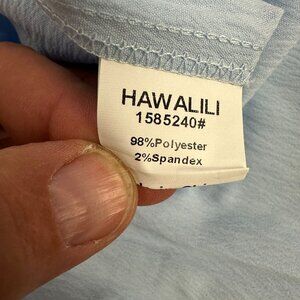 HAWALILI
1585240#
98%Polyester
2%Spandex